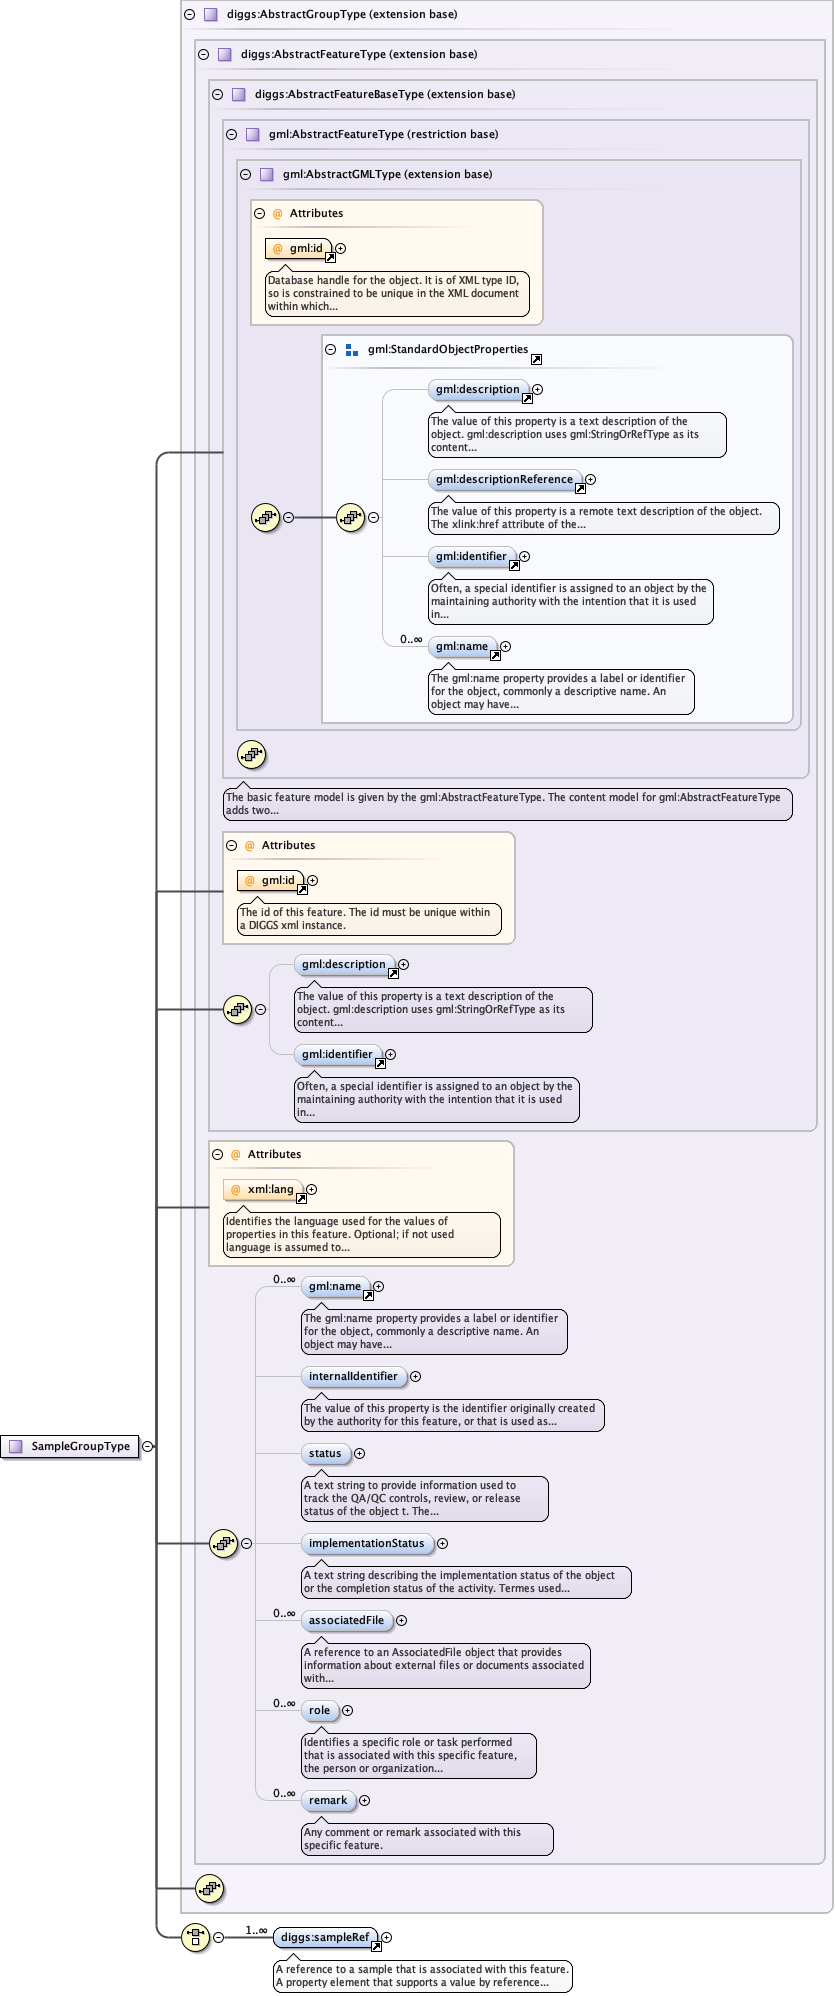 diggs:AbstractGroupType (extension base)
diggs:AbstractFeatureType (extension base)
diggs:AbstractFeatureBaseType (extension base)
gml:AbstractFeatureType (restriction base)
gml:AbstractGMLType (extension base)
@ Attributes
@ gml:id
Database handle for the object. It is of XML type ID,
so is constrained to be unique in the XML document
within which...
gml:StandardObjectProperties
gml:description
The value of this property is a text description of the
object. gml:description uses gml:StringOrRefType as its
content...
gml:descriptionReference
The value of this property is a remote text description of the object.
The xlink:href attribute of the...
gml:identifier
Often, a special identifier is assigned to an object by the
maintaining authority with the intention that it is used
in...
0..∞
gml:name
The gml:name property provides a label or identifier
for the object, commonly a descriptive name. An
object may have...
The basic feature model is given by the gml:AbstractFeatureType. The content model for gml:AbstractFeatureType
adds two...
@ Attributes
@ gml:id
The id of this feature. The id must be unique within
a DIGGS xml instance.
gml:description
The value of this property is a text description of the
object. gml:description uses gml:StringOrRefType as its
content...
gml:identifier
Often, a special identifier is assigned to an object by the
maintaining authority with the intention that it is used
in...
@ Attributes
@ xml:lang
Identifies the language used for the values of
properties in this feature. Optional; if not used
language is assumed to...
0..∞
gml:name
The gml:name property provides a label or identifier
for the object, commonly a descriptive name. An
object may have...
internalIdentifier
The value of this property is the identifier originally created
by the authority for this feature, or that is used as...
SampleGroupType
status
A text string to provide information used to
track the QA/QC controls, review, or release
status of the object t. The...
implementationStatus
A text string describing the implementation status of the object
or the completion status of the activity. Termes used...
0..∞
associatedFile
A reference to an AssociatedFile object that provides
information about external files or documents associated
with...
0..∞
role
Identifies a specific role or task performed
that is associated with this specific feature,
the person or organization...
0..∞
remark
Any comment or remark associated with this
specific feature.
1..∞
diggs:sampleRef
A reference to a sample that is associated with this feature.
A property element that supports a value by reference...